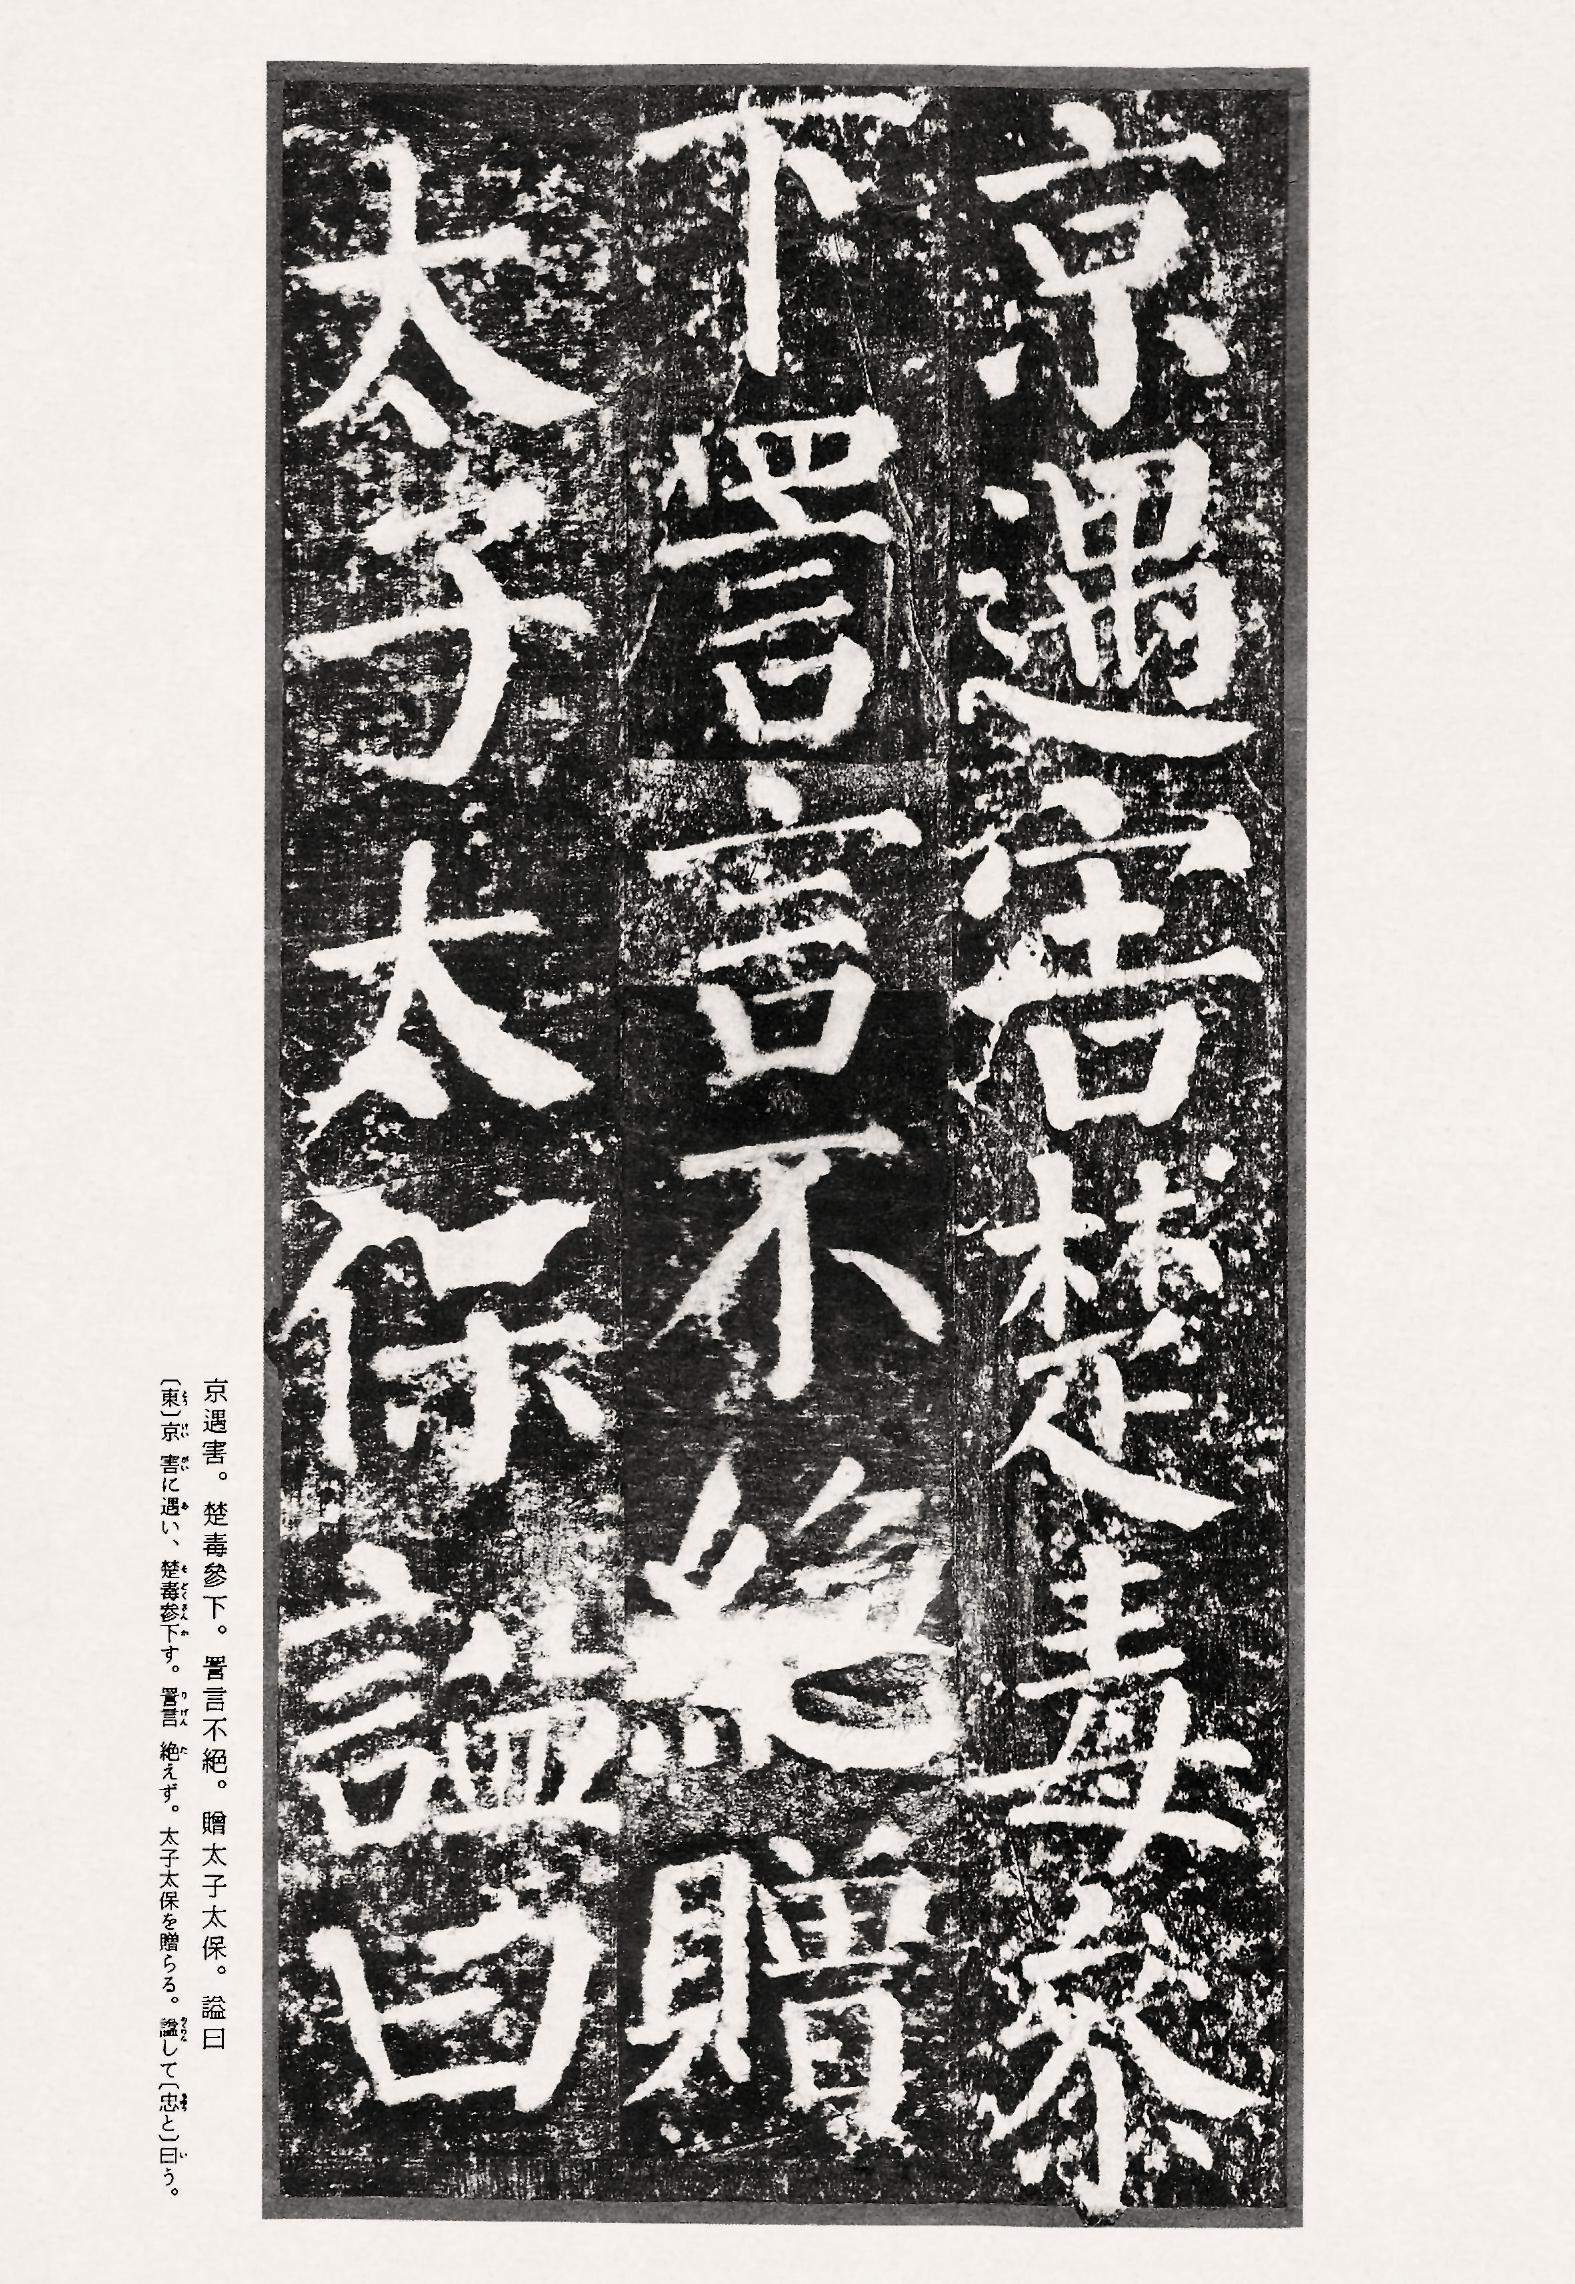 京遇害楚毒參
下詈言不絕贈
太子太保謚曰
京遇害。楚毒參下。詈言不絕。贈太子太保。謚曰
〔東〕京 害に遇い、楚毒参下す。詈言 絶えず。太子太保を贈らる。謚して〔忠と〕曰う。